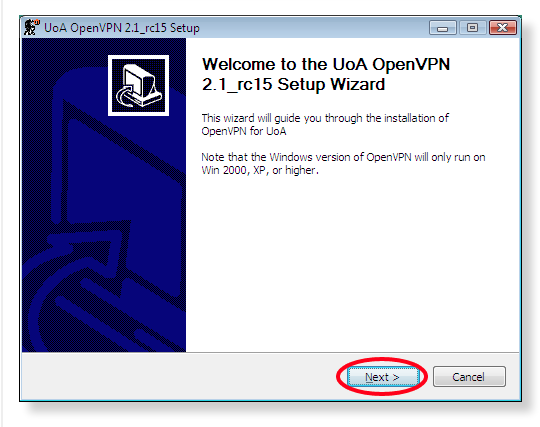 UoA OpenVPN 2.1_rc15 Setup
Welcome to the UoA OpenVPN
2.1_rc15 Setup Wizard
This wizard will guide you through the installation of
OpenVPN for UoA
Note that the Windows version of OpenVPN will only run on
Win 2000, XP, or higher.
Next >
Cancel